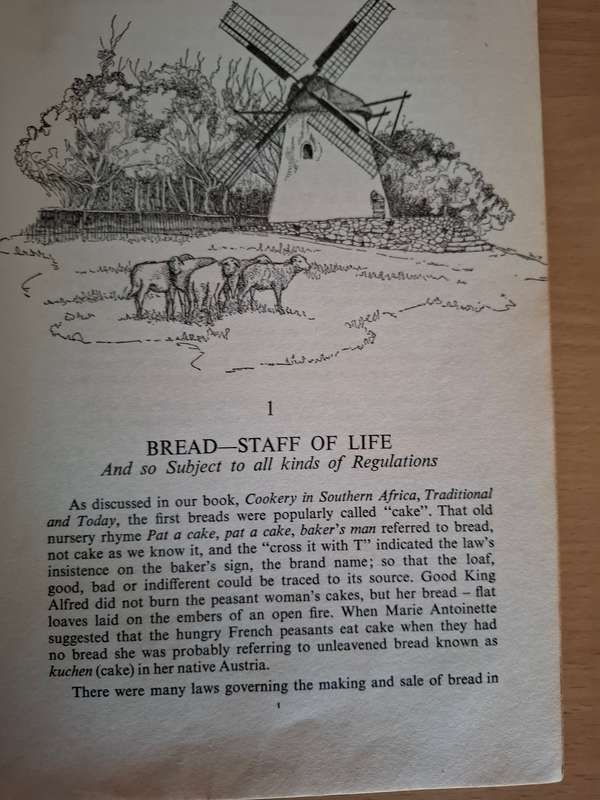 1
BREAD—STAFF OF LIFE
And so Subject to all kinds of Regulations
As discussed in our book, Cookery in Southern Africa, Traditional
and Today, the first breads were popularly called “cake”. That old
nursery rhyme Pat a cake, pat a cake, baker’s man referred to bread,
not cake as we know it, and the “cross it with T” indicated the law’s
insistence on the baker’s sign, the brand name; so that the loaf,
good, bad or indifferent could be traced to its source. Good King
Alfred did not burn the peasant woman’s cakes, but her bread – flat
loaves laid on the embers of an open fire. When Marie Antoinette
suggested that the hungry French peasants eat cake when they had
no bread she was probably referring to unleavened bread known as
kuchen (cake) in her native Austria.
There were many laws governing the making and sale of bread in
1